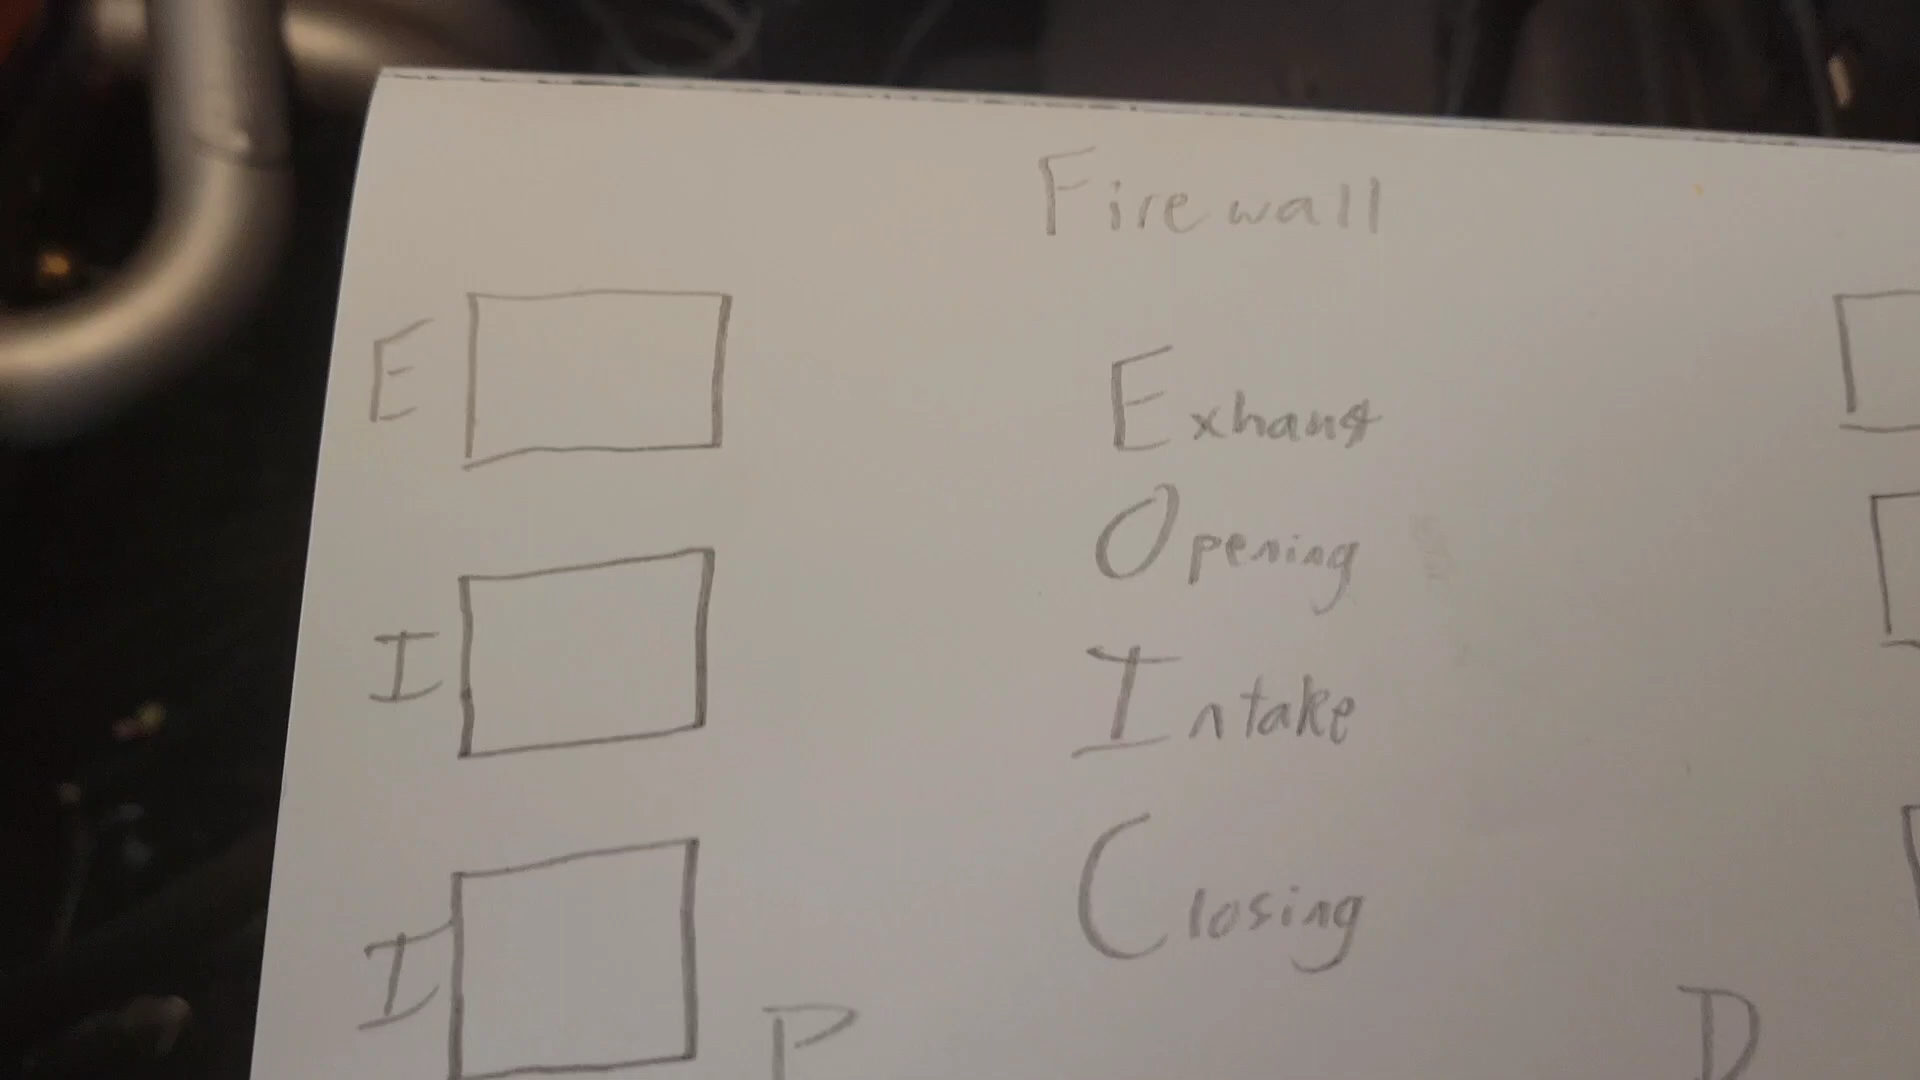 Firewall
E
Exhaust
Opening
I
Intake
Closing
I
P
D